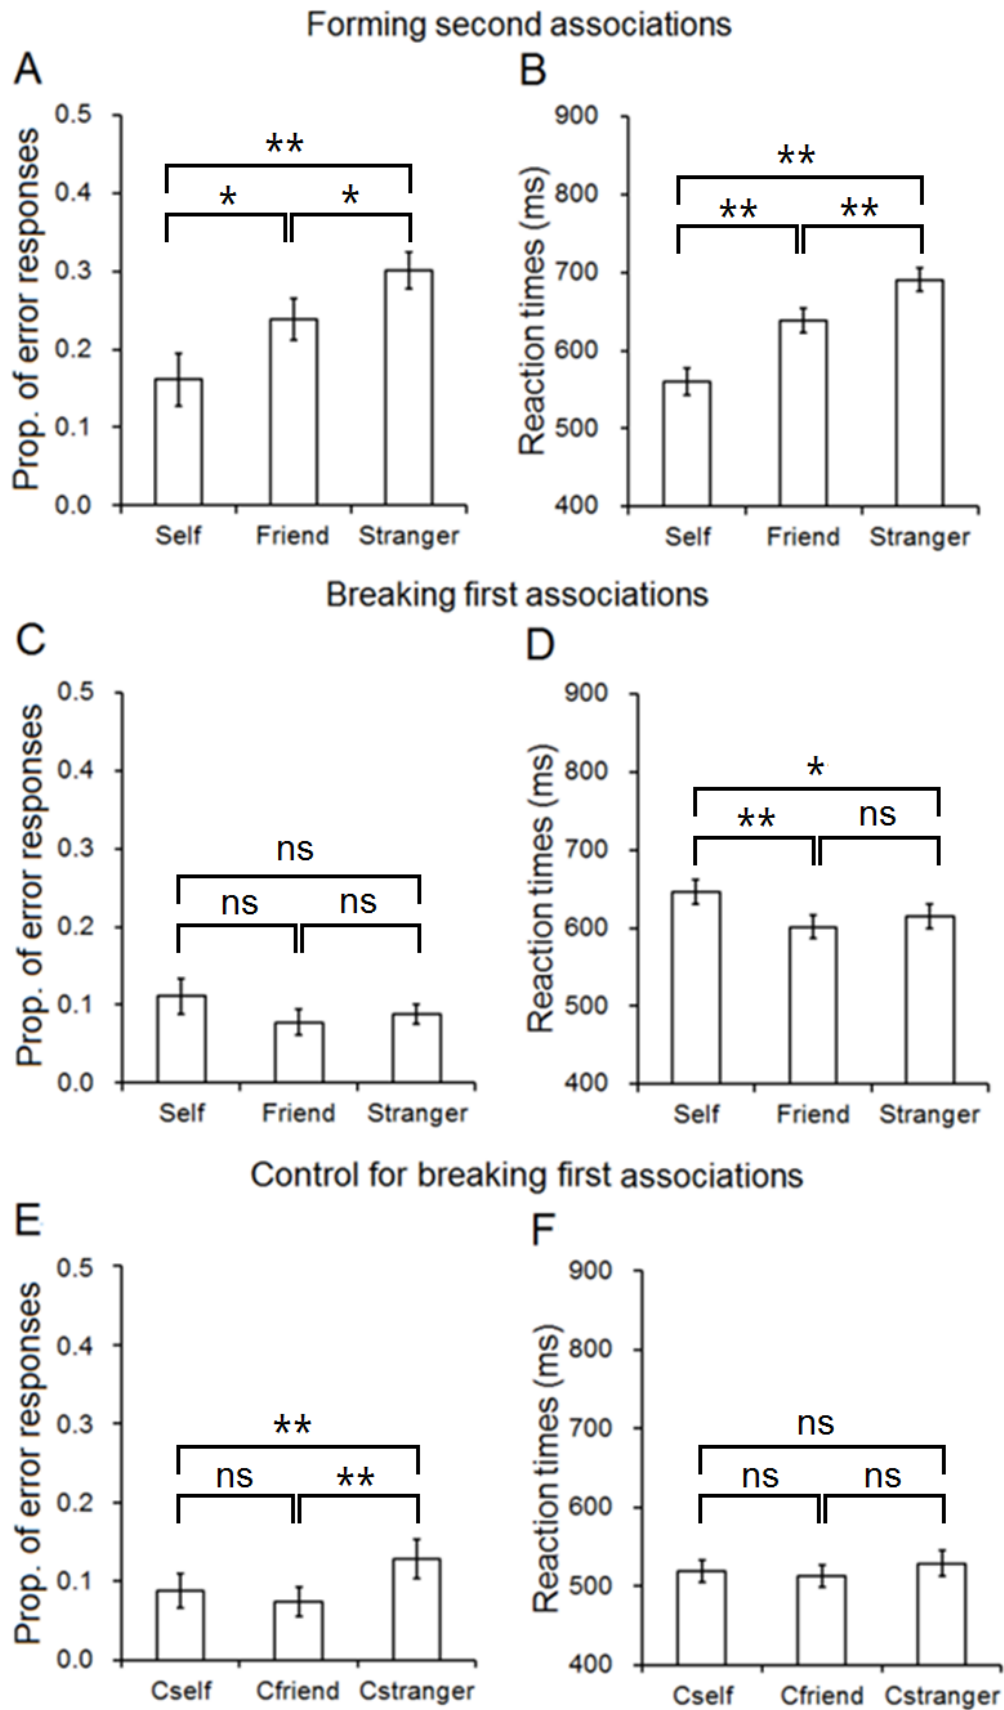 Forming second associations
A
B
Prop. of error responses
0.5
0.4
0.3
0.2
0.1
0.0
**
*
*
Self
Friend
Stranger
Reaction times (ms)
900
800
700
600
500
400
**
**
**
Self
Friend
Stranger
Breaking first associations
C
D
Prop. of error responses
0.5
0.4
0.3
0.2
0.1
0.0
ns
ns
ns
Self
Friend
Stranger
Reaction times (ms)
900
800
700
600
500
400
*
**
ns
Self
Friend
Stranger
Control for breaking first associations
E
F
Prop. of error responses
0.5
0.4
0.3
0.2
0.1
0.0
**
ns
**
Cself
Cfriend
Cstranger
Reaction times (ms)
900
800
700
600
500
400
ns
ns
ns
Cself
Cfriend
Cstranger